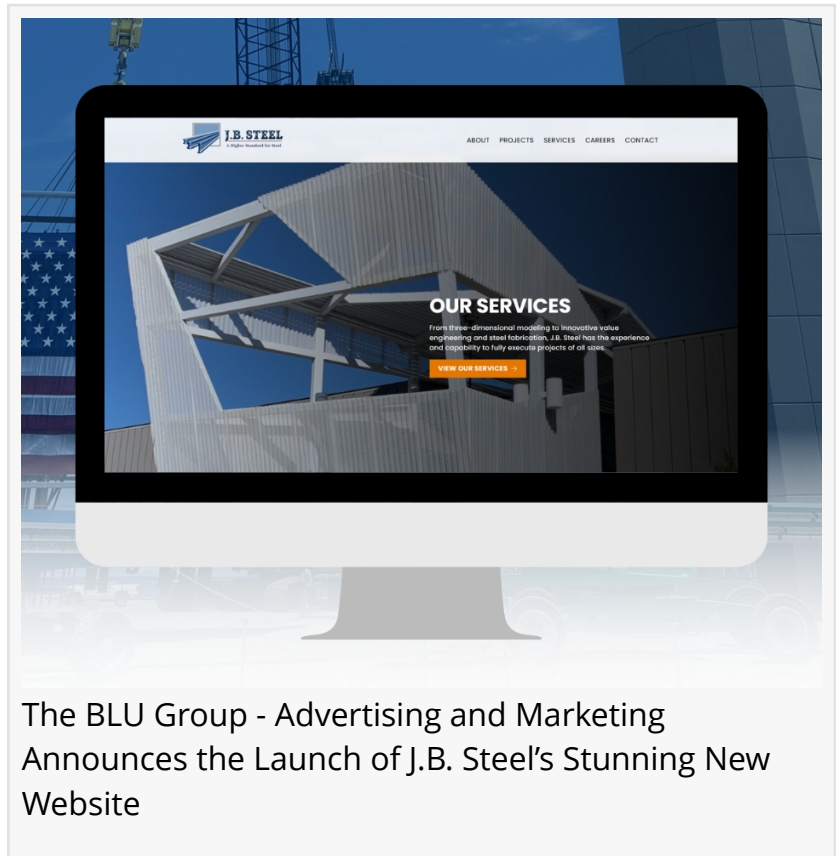 J.B. STEEL
A Higher Standard for Steel
ABOUT PROJECTS SERVICES CAREERS CONTACT
OUR SERVICES
From three-dimensional modeling to innovative value
engineering and steel fabrication, J.B. Steel has the experience
and capability to fully execute projects of all sizes.
VIEW OUR SERVICES →
The BLU Group - Advertising and Marketing
Announces the Launch of J.B. Steel’s Stunning New
Website